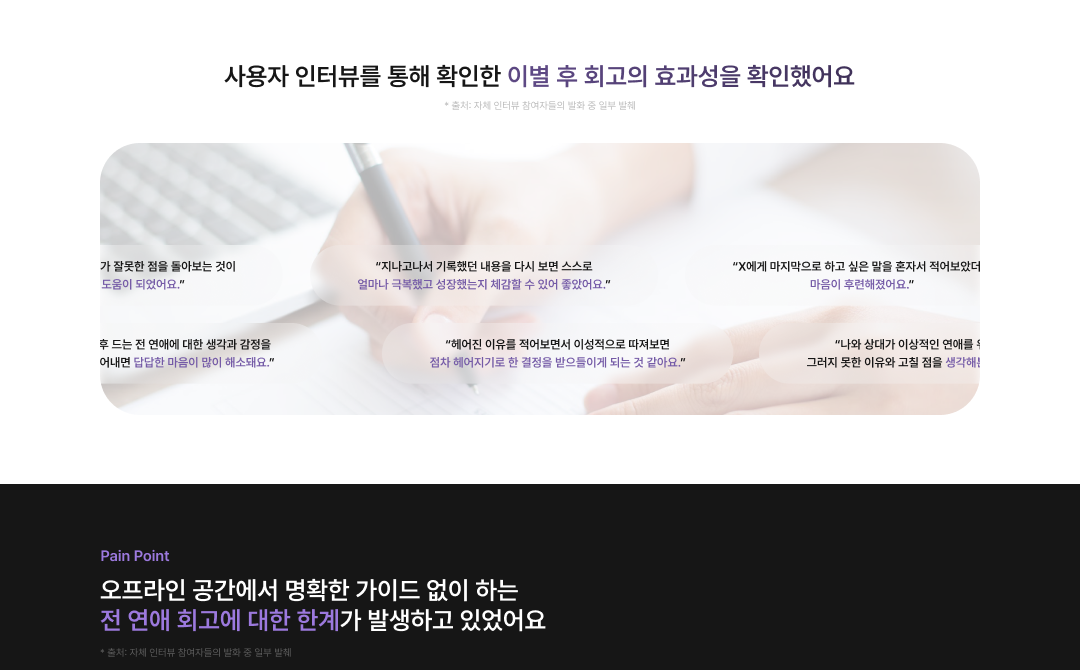 사용자 인터뷰를 통해 확인한 이별 후 회고의 효과성을 확인했어요
* 출처: 자체 인터뷰 참여자들의 발화 중 일부 발췌
가 잘못한 점을 돌아보는 것이
도움이 되었어요.”
“지나고나서 기록했던 내용을 다시 보면 스스로
얼마나 극복했고 성장했는지 체감할 수 있어 좋았어요.”
“X에게 마지막으로 하고 싶은 말을 혼자서 적어보았더
마음이 후련해졌어요.”
후 드는 전 연애에 대한 생각과 감정을
어내면 답답한 마음이 많이 해소돼요.”
“헤어진 이유를 적어보면서 이성적으로 따져보면
점차 헤어지기로 한 결정을 받으들이게 되는 것 같아요.”
“나와 상대가 이상적인 연애를
그러지 못한 이유와 고칠 점을 생각해
Pain Point
오프라인 공간에서 명확한 가이드 없이 하는
전 연애 회고에 대한 한계가 발생하고 있었어요
* 출처: 자체 인터뷰 참여자들의 발화 중 일부 발췌